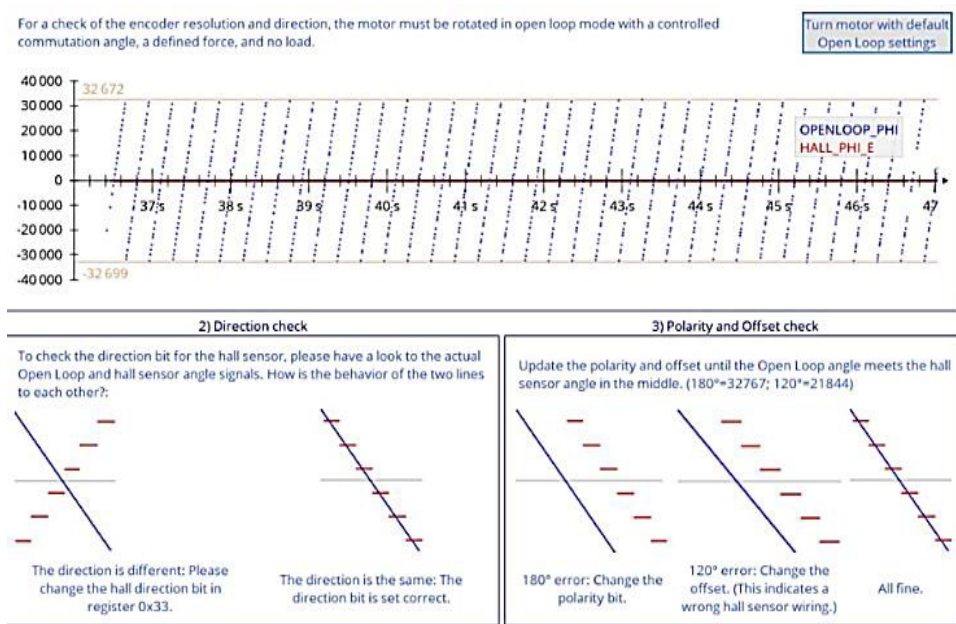 For a check of the encoder resolution and direction, the motor must be rotated in open loop mode with a controlled
commutation angle, a defined force, and no load.
Turn motor with default
Open Loop settings
40 000
32 672
30 000
20 000
OPENLOOP_PHI
10 000
HALL_PHI_E
0
37 s 38 s 39 s 40 s 41 s 42 s 43 s 44 s 45 s 46 s 47
-10 000
-20 000
-30 000
-32 699
-40 000
2) Direction check
To check the direction bit for the hall sensor, please have a look to the actual
Open Loop and hall sensor angle signals. How is the behavior of the two lines
to each other?:
The direction is different: Please
change the hall direction bit in
register 0x33.
The direction is the same: The
direction bit is set correct.
3) Polarity and Offset check
Update the polarity and offset until the Open Loop angle meets the hall
sensor angle in the middle. (180°=32767; 120°=21844)
180° error: Change the
polarity bit.
120° error: Change the
offset. (This indicates a
wrong hall sensor wiring.)
All fine.